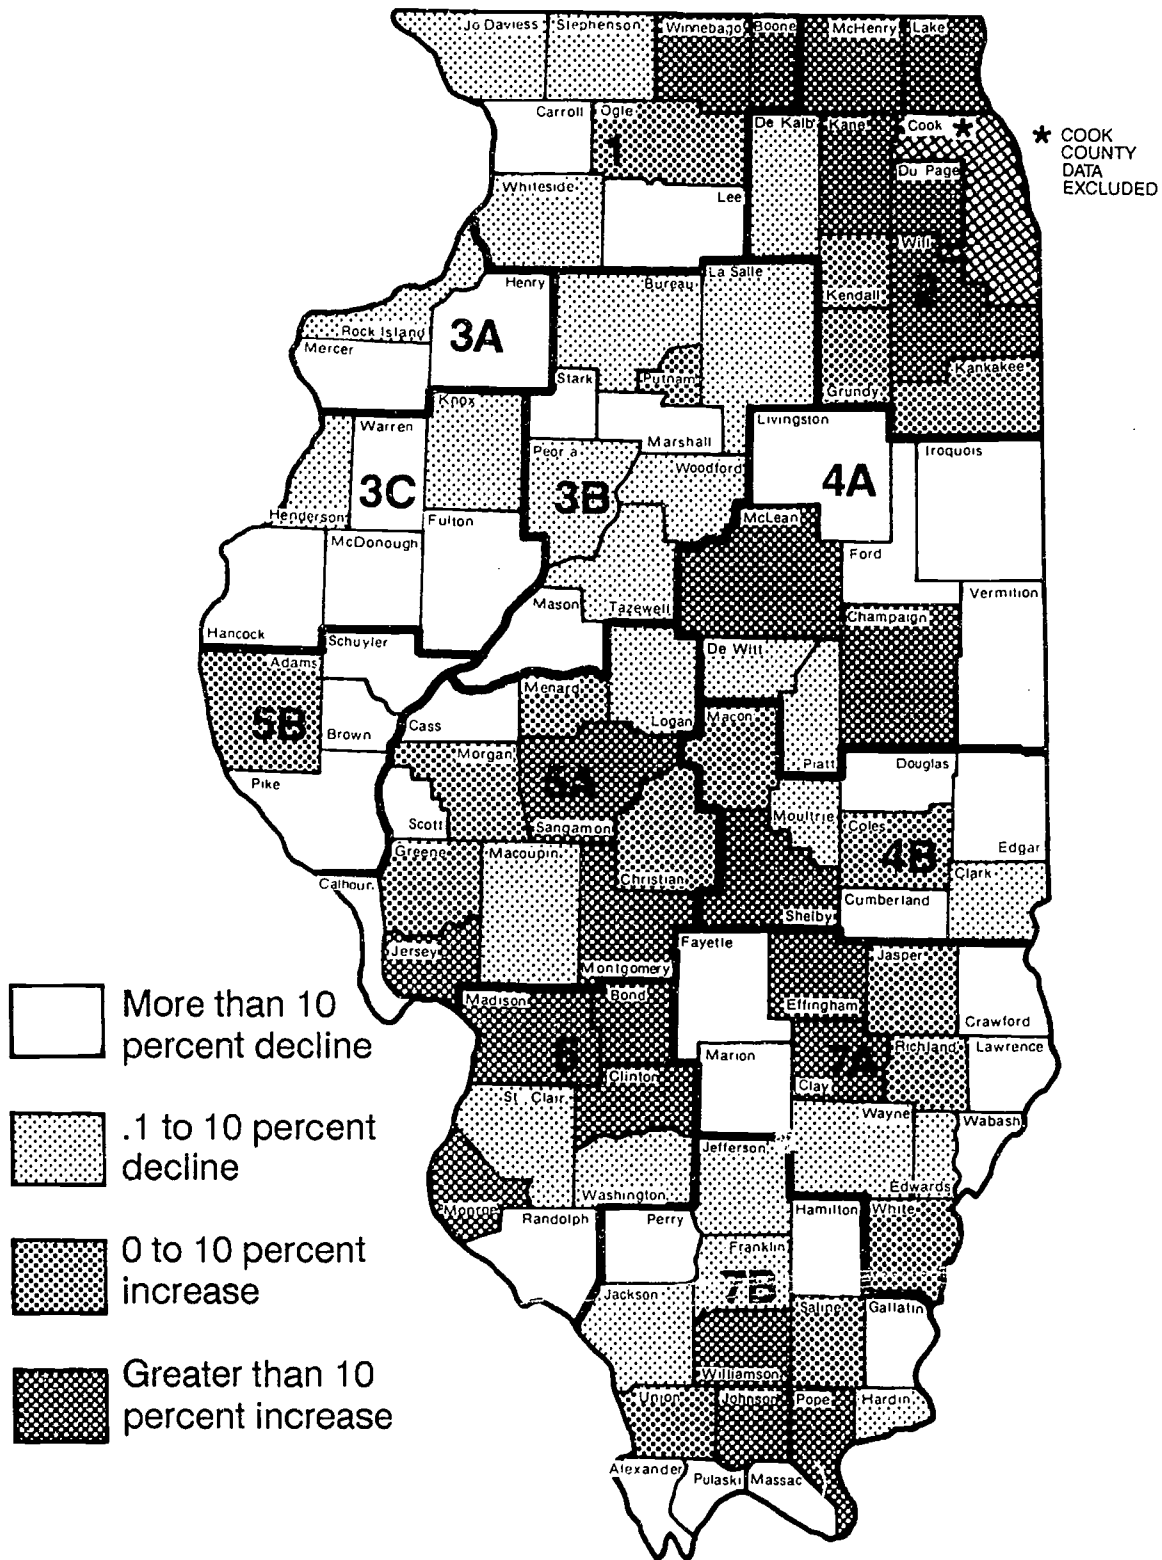 Jo Daviess
Stephenson
Winnebago
Boone
McHenry
Lake
Carroll
Ogle
De Kalb
Kane
Cook ★
★ COOK
COUNTY
DATA
EXCLUDED
1
Du Page
Whiteside
Lee
Will
La Salle
Henry
Bureau
Kendall
2
Rock Island
3A
Mercer
Stark
Putnam
Kankakee
Grundy
Knox
Livingston
Warren
Marshall
Iroquois
Peoria
Woodford
3C
3B
4A
Henderson
Fulton
McLean
McDonough
Ford
Vermilion
Mason
Tazewell
Champaign
Hancock
Schuyler
De Witt
Adams
Menard
Logan
Macon
5B
Cass
Brown
Morgan
Piatt
Douglas
Pike
5A
Scott
Sangamon
Moultrie
Coles
4B
Edgar
Greene
Macoupin
Christian
Clark
Calhoun
Cumberland
Shelby
Jersey
Fayette
Jasper
Montgomery
More than 10
percent decline
Madison
Bond
Effingham
Crawford
6
Marion
7A
Richland
Lawrence
Clinton
Clay
St. Clair
Wayne
Wabash
.1 to 10 percent
decline
Jefferson
Washington
Edwards
Monroe
Randolph
Perry
Hamilton
White
0 to 10 percent
increase
Franklin
7B
Jackson
Saline
Gallatin
Greater than 10
percent increase
Williamson
Union
Johnson
Pope
Hardin
Alexander
Pulaski
Massac